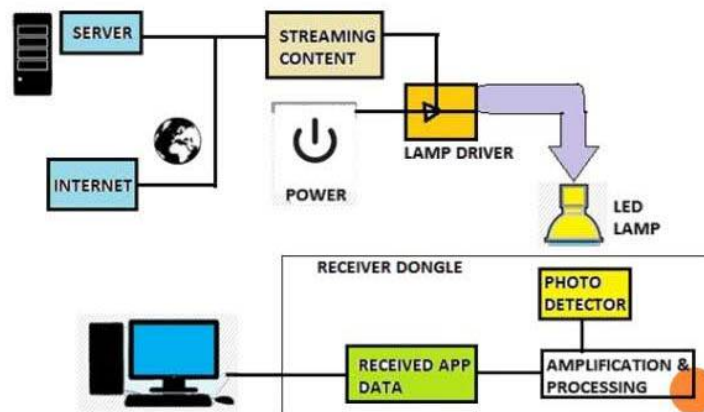 SERVER
STREAMING
CONTENT
LAMP DRIVER
INTERNET
POWER
LED
LAMP
RECEIVER DONGLE
PHOTO
DETECTOR
RECEIVED APP
DATA
AMPLIFICATION &
PROCESSING